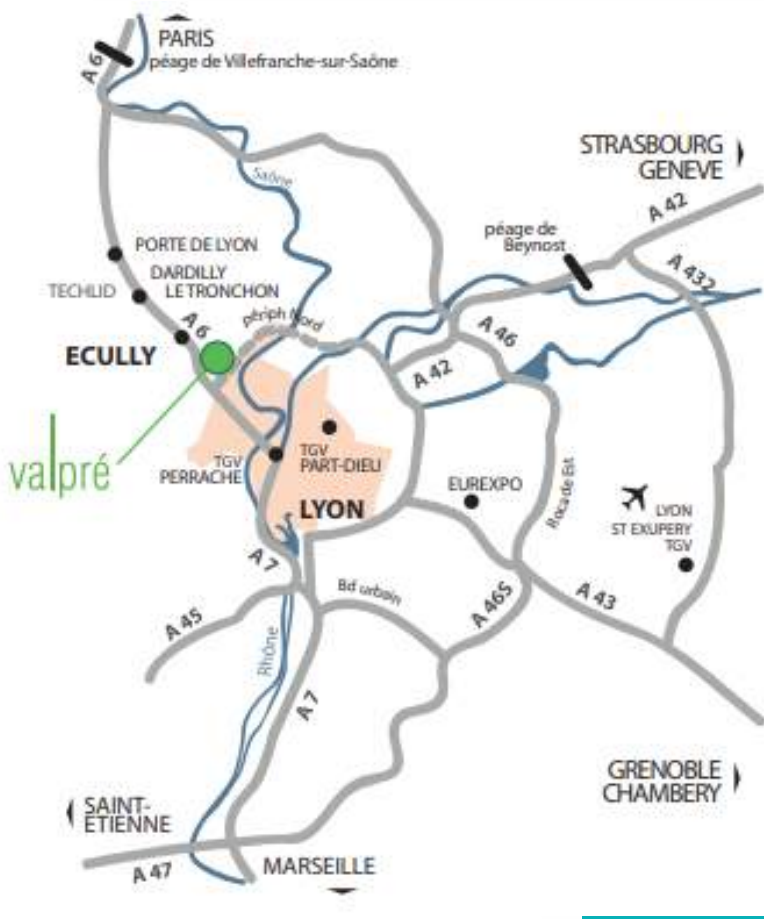 PARIS
A 6
péage de Villefranche-sur-Saône
STRASBOURG
GENEVE
Saône
A 42
péage de
Beynost
PORTE DE LYON
A 432
DARDILLY
TECHLID
LE TRONCHON
A 6
périph Nord
A 46
ECULLY
A 42
valpré
TGV
PERRACHE
TGV
PART-DIEU
EUREXPO
Rocade Est
LYON
LYON
ST EXUPERY
TGV
A 7
Bd urbain
A 46S
A 43
A 45
Rhône
A 7
GRENOBLE
CHAMBERY
SAINT-
ETIENNE
A 47
MARSEILLE